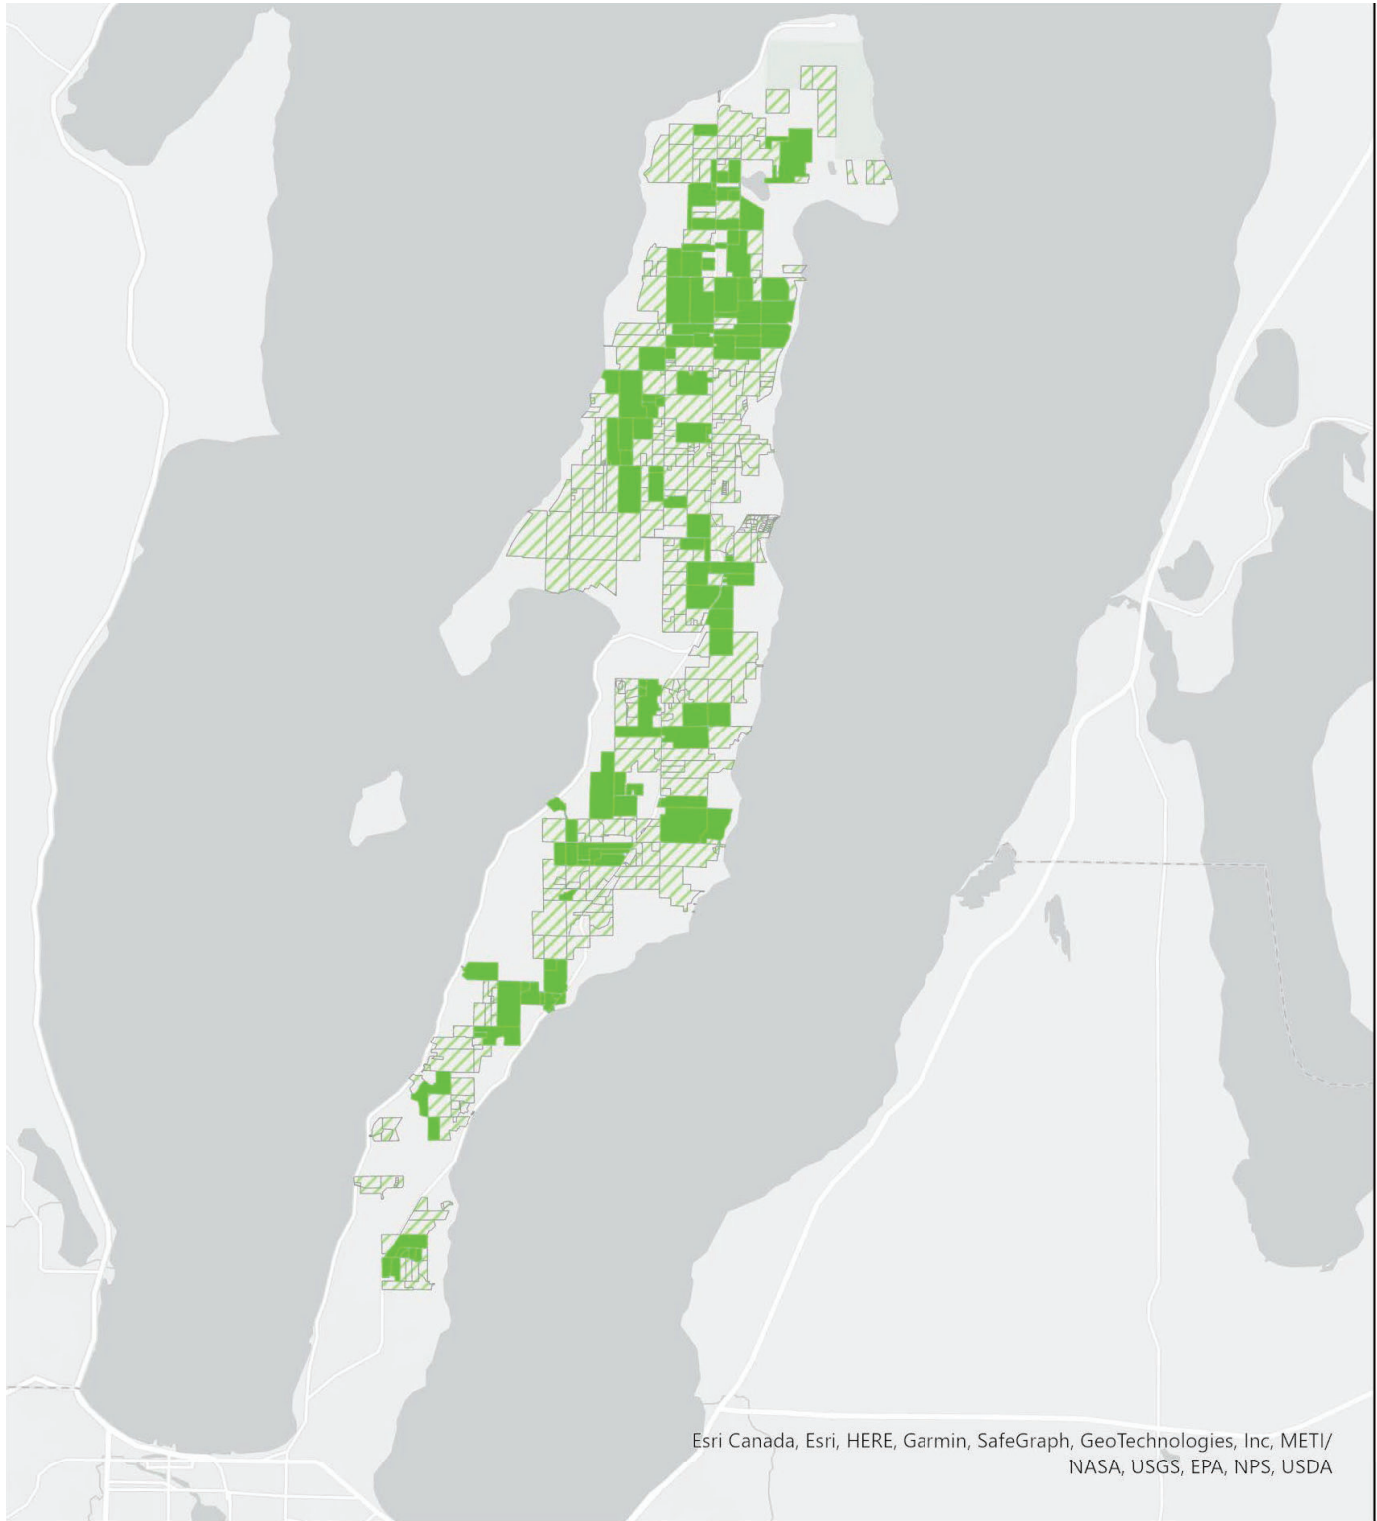 Esri Canada, Esri, HERE, Garmin, SafeGraph, GeoTechnologies, Inc, METI/
NASA, USGS, EPA, NPS, USDA